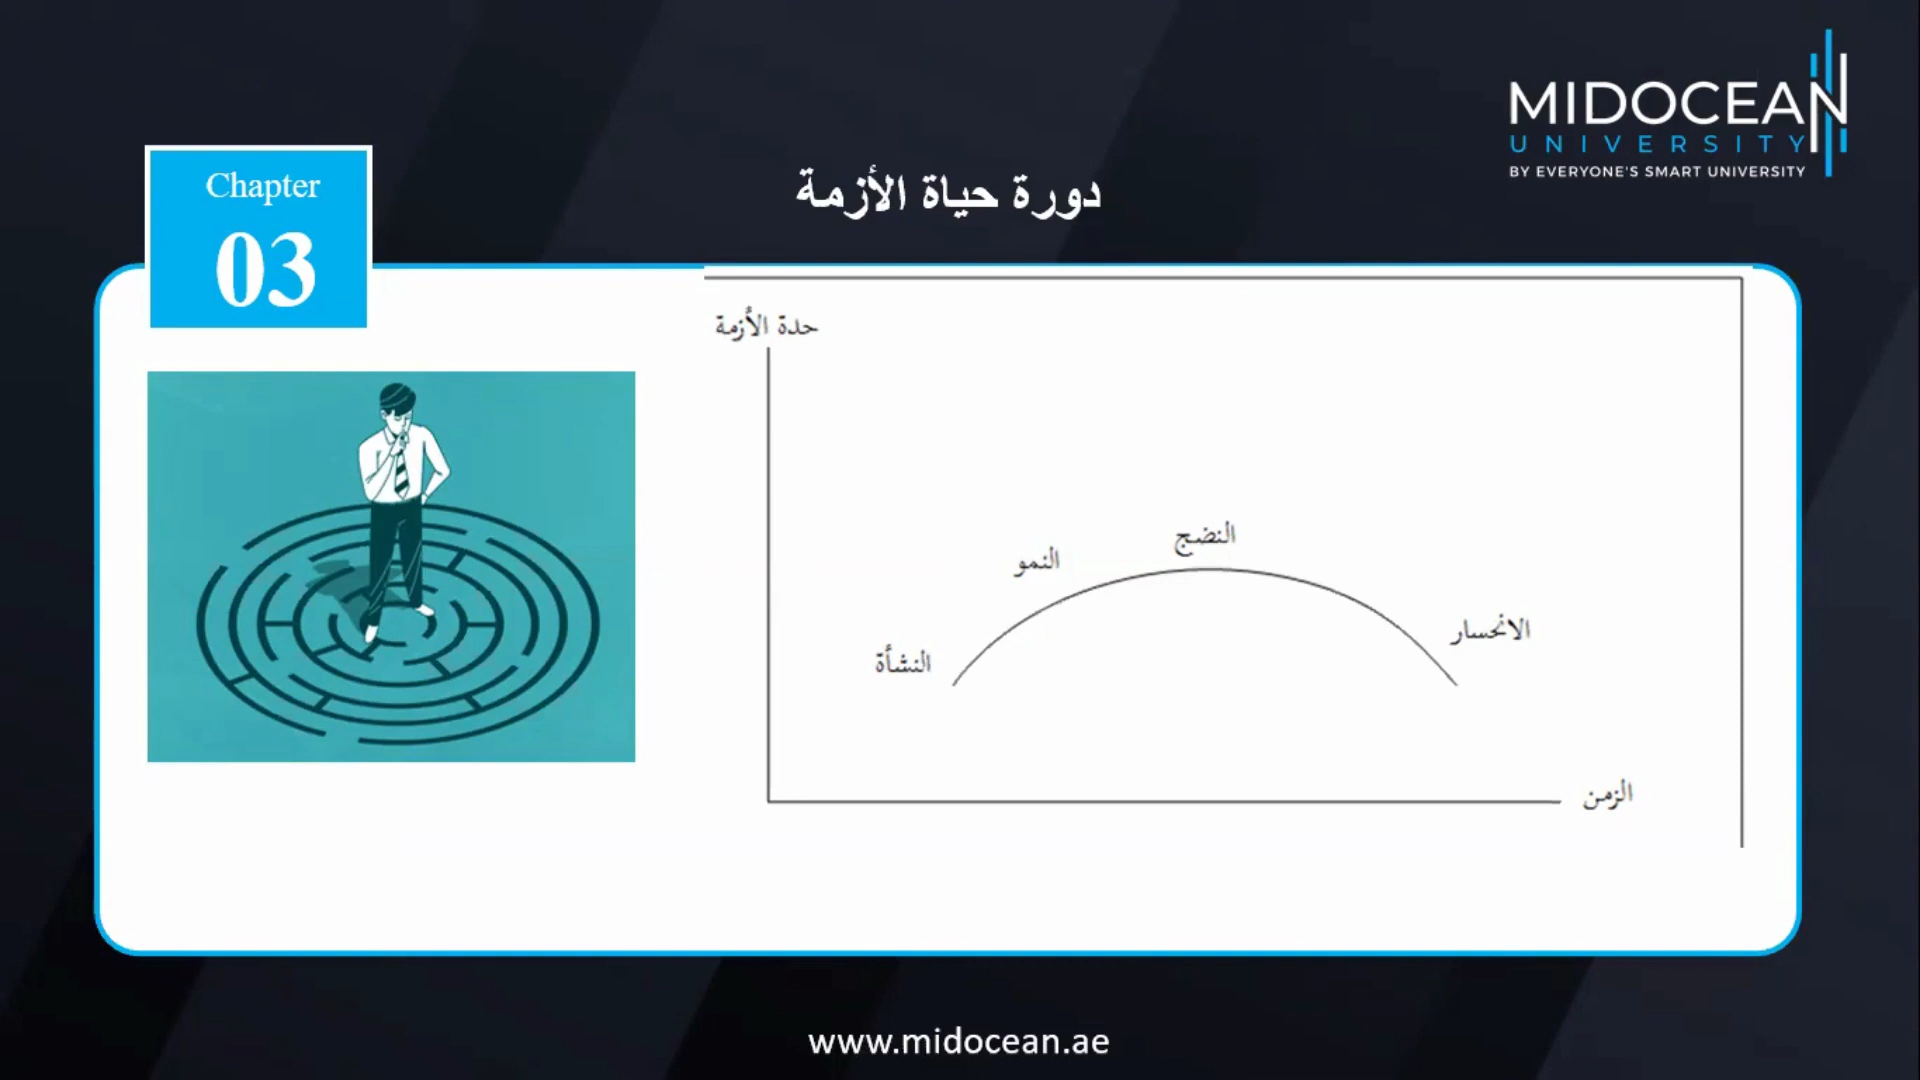 MIDOCEAN
UNIVERSITY
BY EVERYONE'S SMART UNIVERSITY
Chapter
03
دورة حياة الأزمة
حدة الأزمة
النضج
النمو
الانحسار
النشأة
الزمن
www.midocean.ae